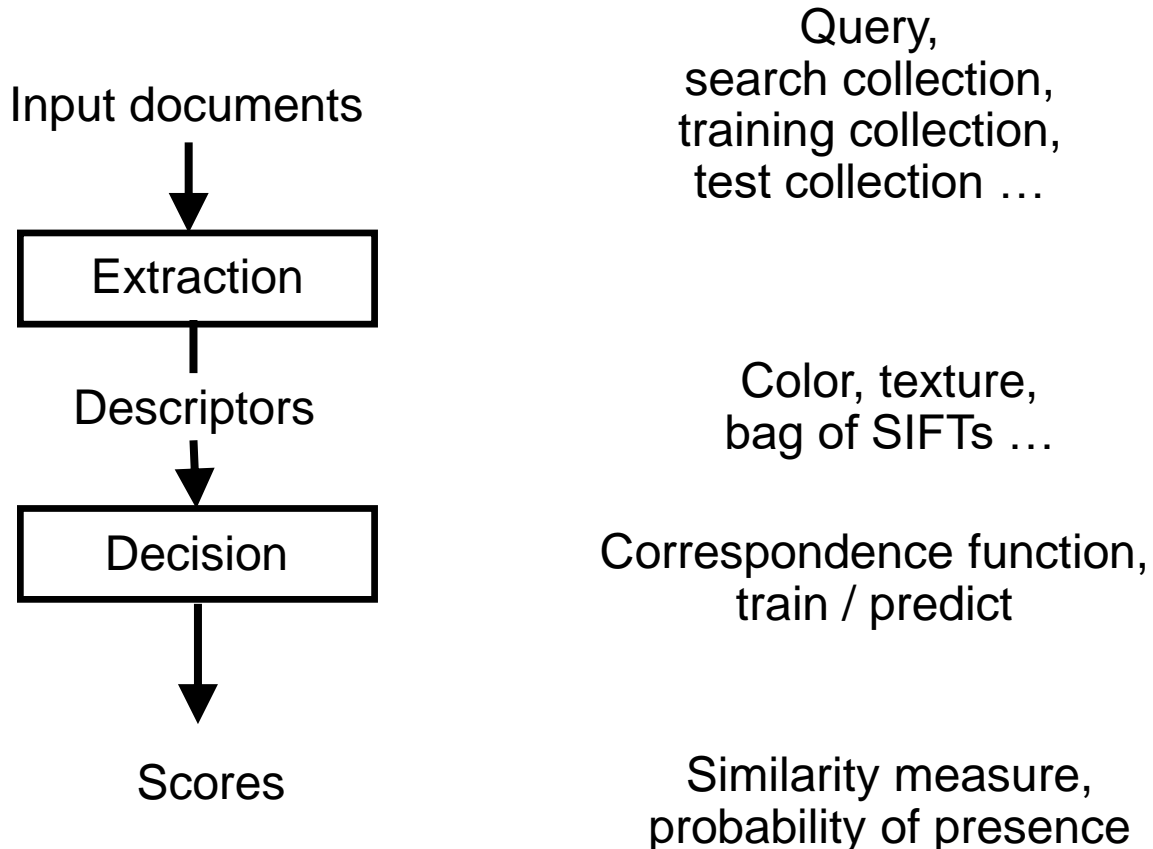 Query,
search collection,
training collection,
test collection …
Input documents
Extraction
Descriptors
Color, texture,
bag of SIFTs …
Decision
Correspondence function,
train / predict
Scores
Similarity measure,
probability of presence